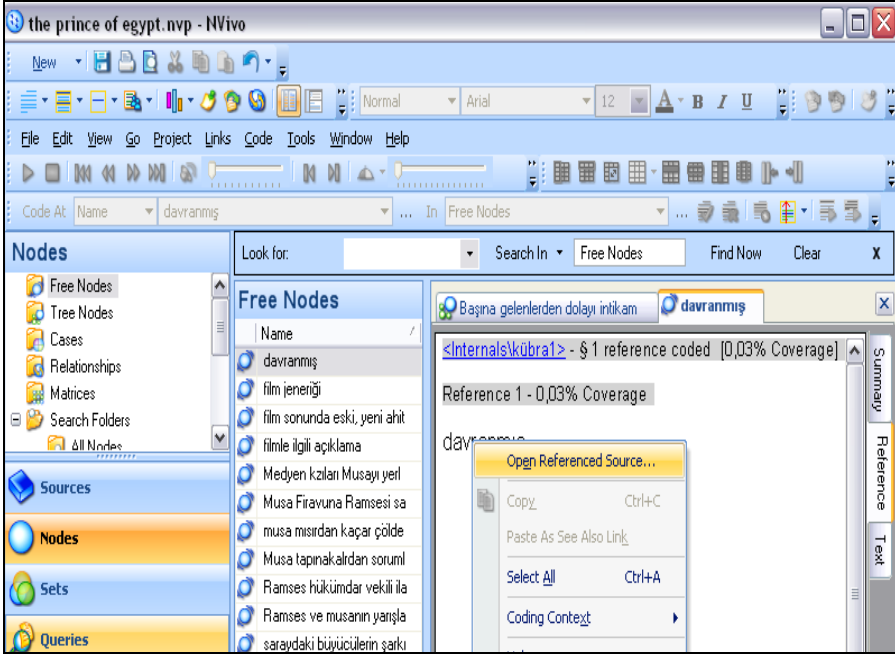 the prince of egypt.nvp - NVivo
New
Normal Arial 12 A B I U
File Edit View Go Project Links Code Tools Window Help
Code At Name davranmış ... In Free Nodes ...
Nodes
Free Nodes
Tree Nodes
Cases
Relationships
Matrices
Search Folders
All Nodes
Sources
Nodes
Sets
Queries
Look for: Search In Free Nodes Find Now Clear X
Free Nodes
Name
davranmış
film jeneriği
film sonunda eski, yeni ahit
filmle ilgili açıklama
Medyen kzıları Musayı yerl
Musa Firavuna Ramsesi sa
musa mısırdan kaçar çölde
Musa tapınakalrdan soruml
Ramses hükümdar vekili ila
Ramses ve musanın yarışla
saraydaki büyücülerin şarkı
Başına gelenlerden dolayı intikam davranmış
<Internals\kübra1> - § 1 reference coded [0,03% Coverage]
Reference 1 - 0,03% Coverage
davranmış
Open Referenced Source...
Copy Ctrl+C
Paste As See Also Link
Select All Ctrl+A
Coding Context
Summary
Reference
Text